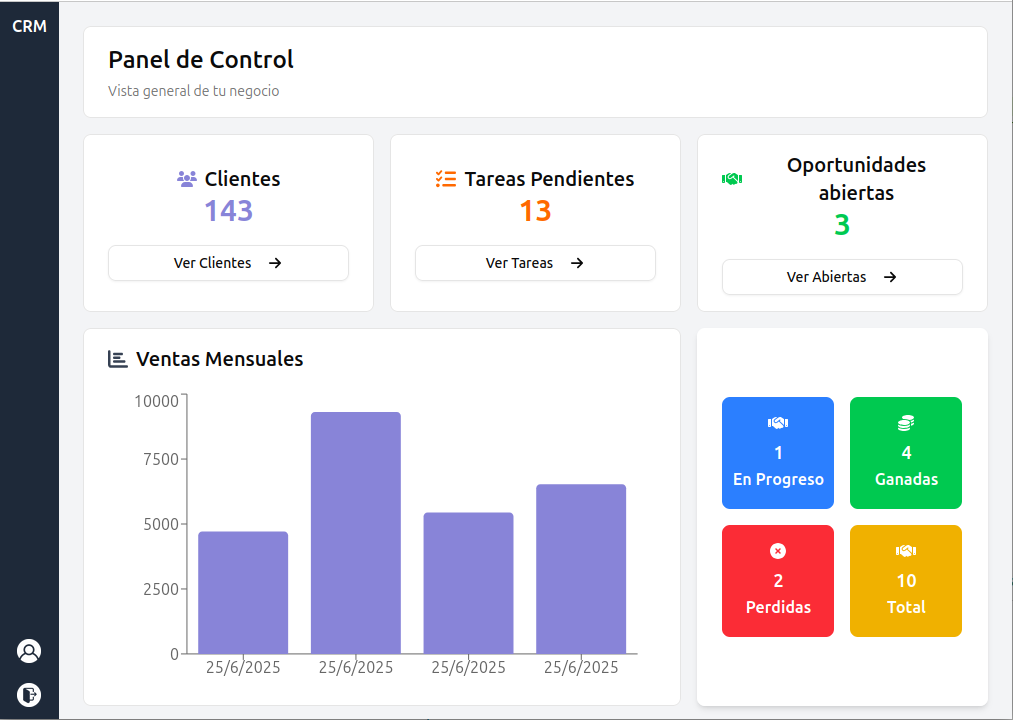 CRM
Panel de Control
Vista general de tu negocio
Clientes
143
Ver Clientes
Tareas Pendientes
13
Ver Tareas
Oportunidades
abiertas
3
Ver Abiertas
Ventas Mensuales
10000
7500
5000
2500
0
25/6/2025 25/6/2025 25/6/2025 25/6/2025
1
En Progreso
4
Ganadas
2
Perdidas
10
Total